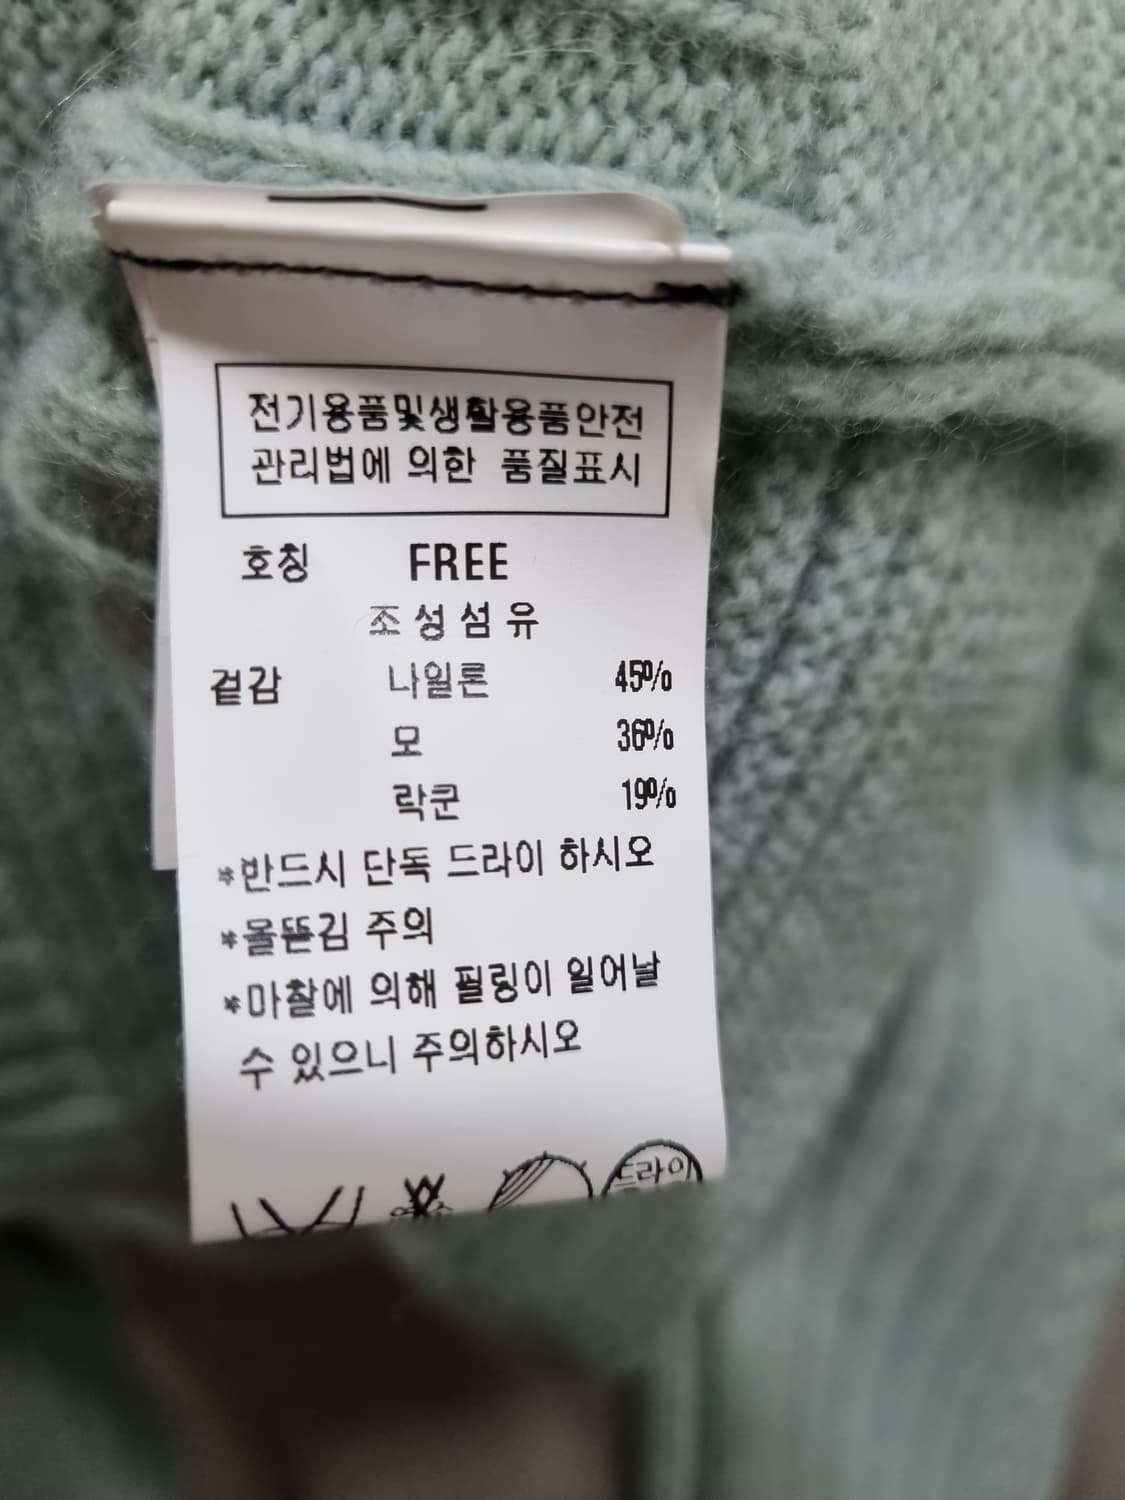 전기용품및생활용품안전
관리법에 의한 품질표시
호칭 FREE
조성섬유
겉감 나일론 45%
모 36%
락쿤 19%
*반드시 단독 드라이 하시오
*올뜯김 주의
*마찰에 의해 필링이 일어날
수 있으니 주의하시오
드라이